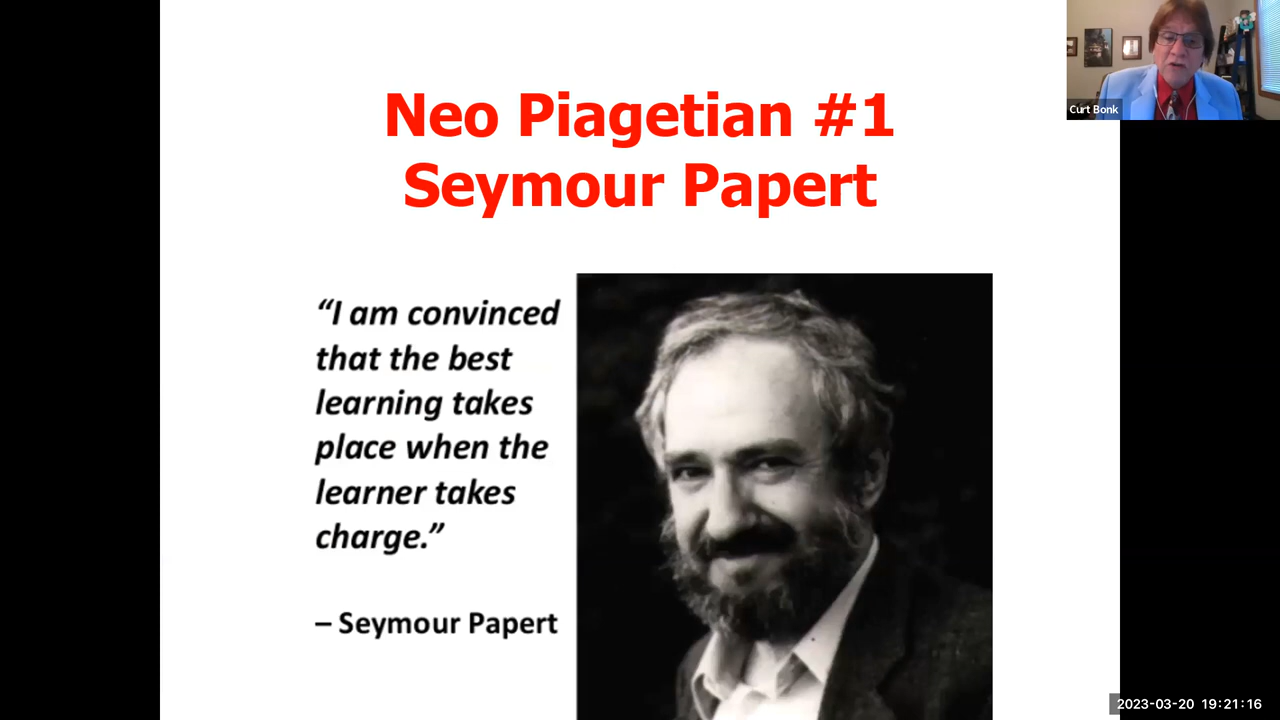 Neo Piagetian #1
Seymour Papert
“I am convinced
that the best
learning takes
place when the
learner takes
charge.”
– Seymour Papert
Curt Bonk
2023-03-20 19:21:16